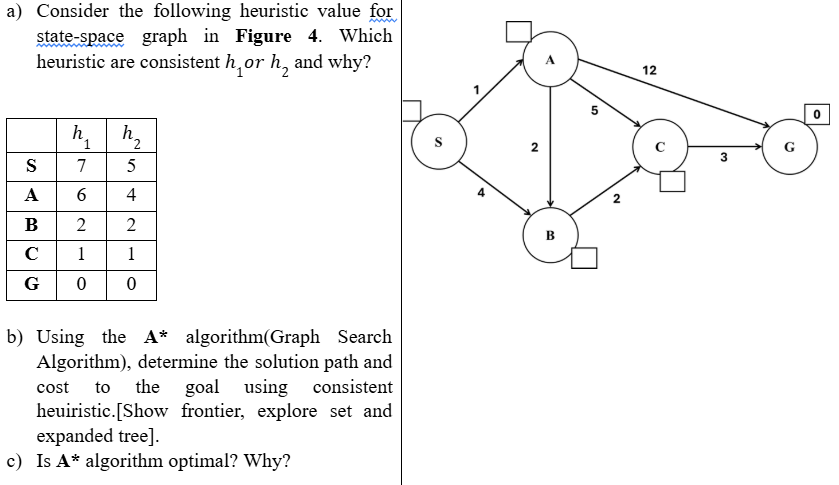 a) Consider the following heuristic value for
state-space graph in Figure 4. Which
heuristic are consistent h₁or h₂ and why?
h₁ h₂
S 7 5
A 6 4
B 2 2
C 1 1
G 0 0
b) Using the A* algorithm(Graph Search
Algorithm), determine the solution path and
cost to the goal using consistent
heuiristic.[Show frontier, explore set and
expanded tree].
c) Is A* algorithm optimal? Why?
A
12
1
5
0
S
2
C
G
3
4
2
B